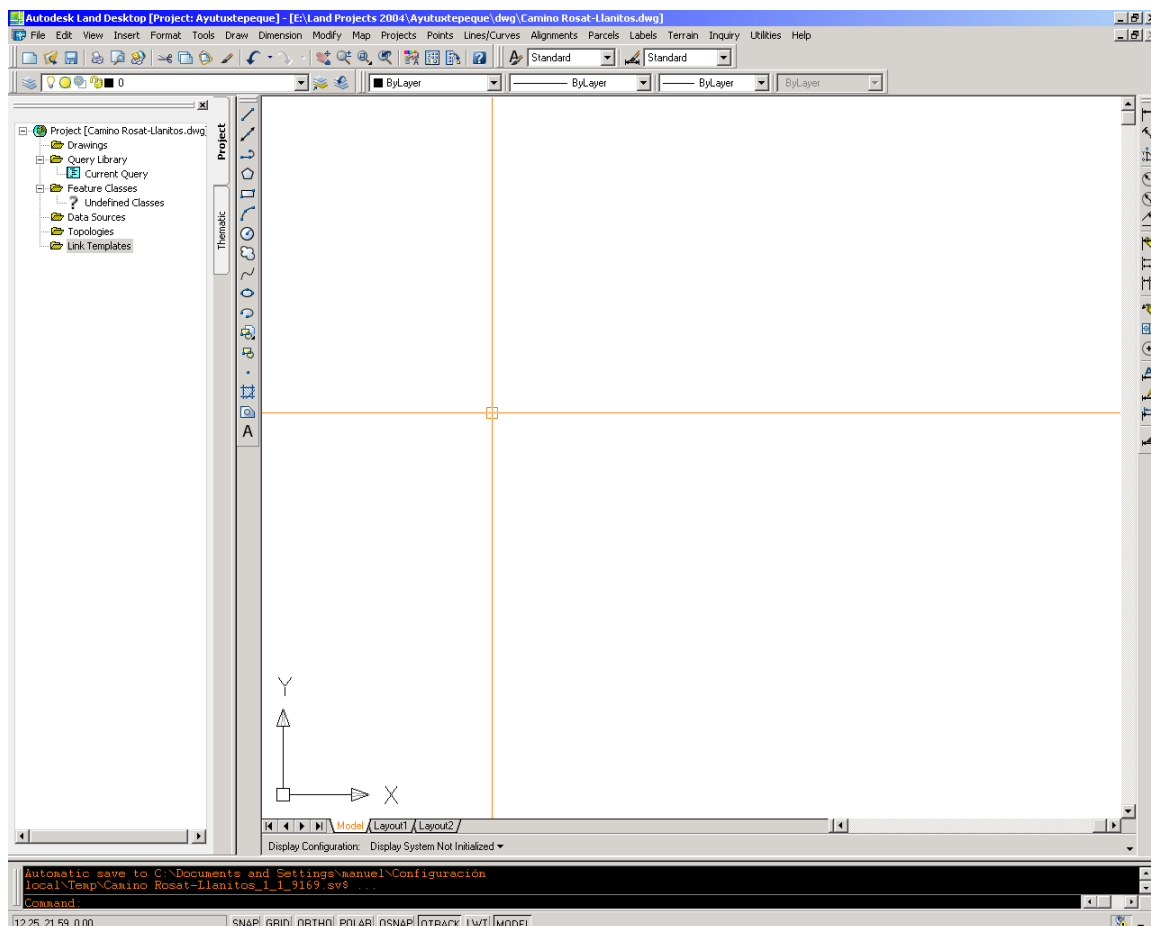 Autodesk Land Desktop [Project: Ayutuxtepeque] - [E:\Land Projects 2004\Ayutuxtepeque\dwg\Camino Rosat-Llanitos.dwg]
File Edit View Insert Format Tools Draw Dimension Modify Map Projects Points Lines/Curves Alignments Parcels Labels Terrain Inquiry Utilities Help
Standard Standard
0 ByLayer ByLayer ByLayer ByLayer
Project [Camino Rosat-Llanitos.dwg]
Drawings
Query Library
Current Query
Feature Classes
? Undefined Classes
Data Sources
Topologies
Link Templates
Project
Thematic
A
Y
X
Model Layout1 Layout2
Display Configuration: Display System Not Initialized
Automatic save to C:\Documents and Settings\manuel\Configuración
local\Temp\Camino Rosat-Llanitos_1_1_9169.sv$ ...
Command:
12.25, 21.59, 0.00 SNAP GRID ORTHO POLAR OSNAP OTRACK LWT MODEL